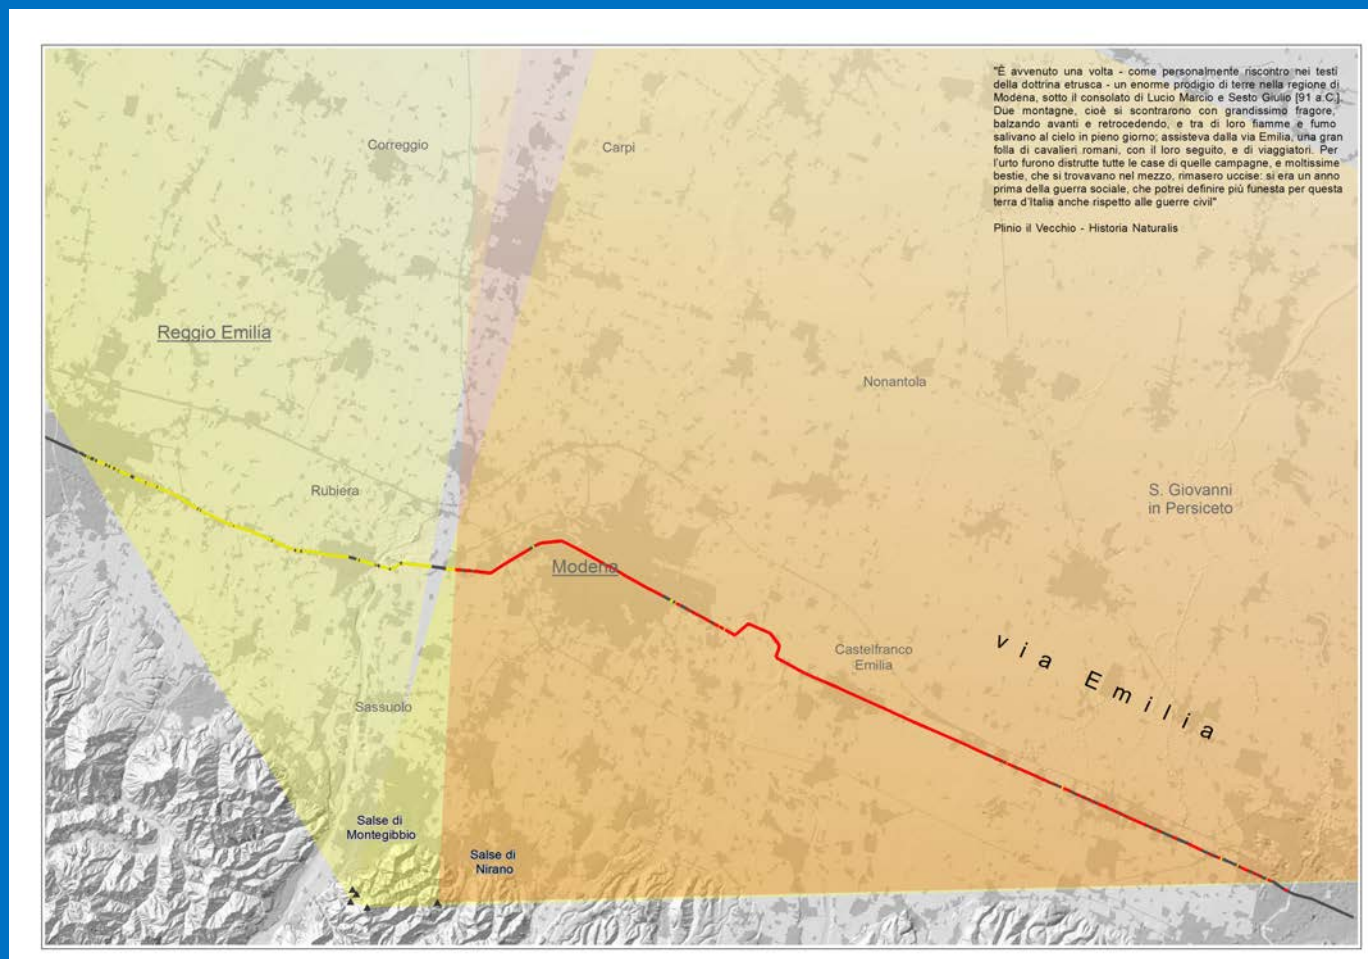 "È avvenuto una volta - come personalmente riscontro nei testi
della dottrina etrusca - un enorme prodigio di terre nella regione di
Modena, sotto il consolato di Lucio Marcio e Sesto Giulio [91 a.C.]
Due montagne, cioè si scontrarono con grandissimo fragore,
balzando avanti e retrocedendo, e tra di loro fiamme e fumo
salivano al cielo in pieno giorno; assisteva dalla via Emilia, una gran
folla di cavalieri romani, con il loro seguito, e di viaggiatori. Per
l'urto furono distrutte tutte le case di quelle campagne, e moltissime
bestie, che si trovavano nel mezzo, rimasero uccise: si era un anno
prima della guerra sociale, che potrei definire più funesta per questa
terra d'Italia anche rispetto alle guerre civil"
Plinio il Vecchio - Historia Naturalis
Correggio
Carpi
Reggio Emilia
Nonantola
Rubiera
S. Giovanni
in Persiceto
Modena
Castelfranco
Emilia
via Emilia
Sassuolo
Salse di
Montegibbio
Salse di
Nirano